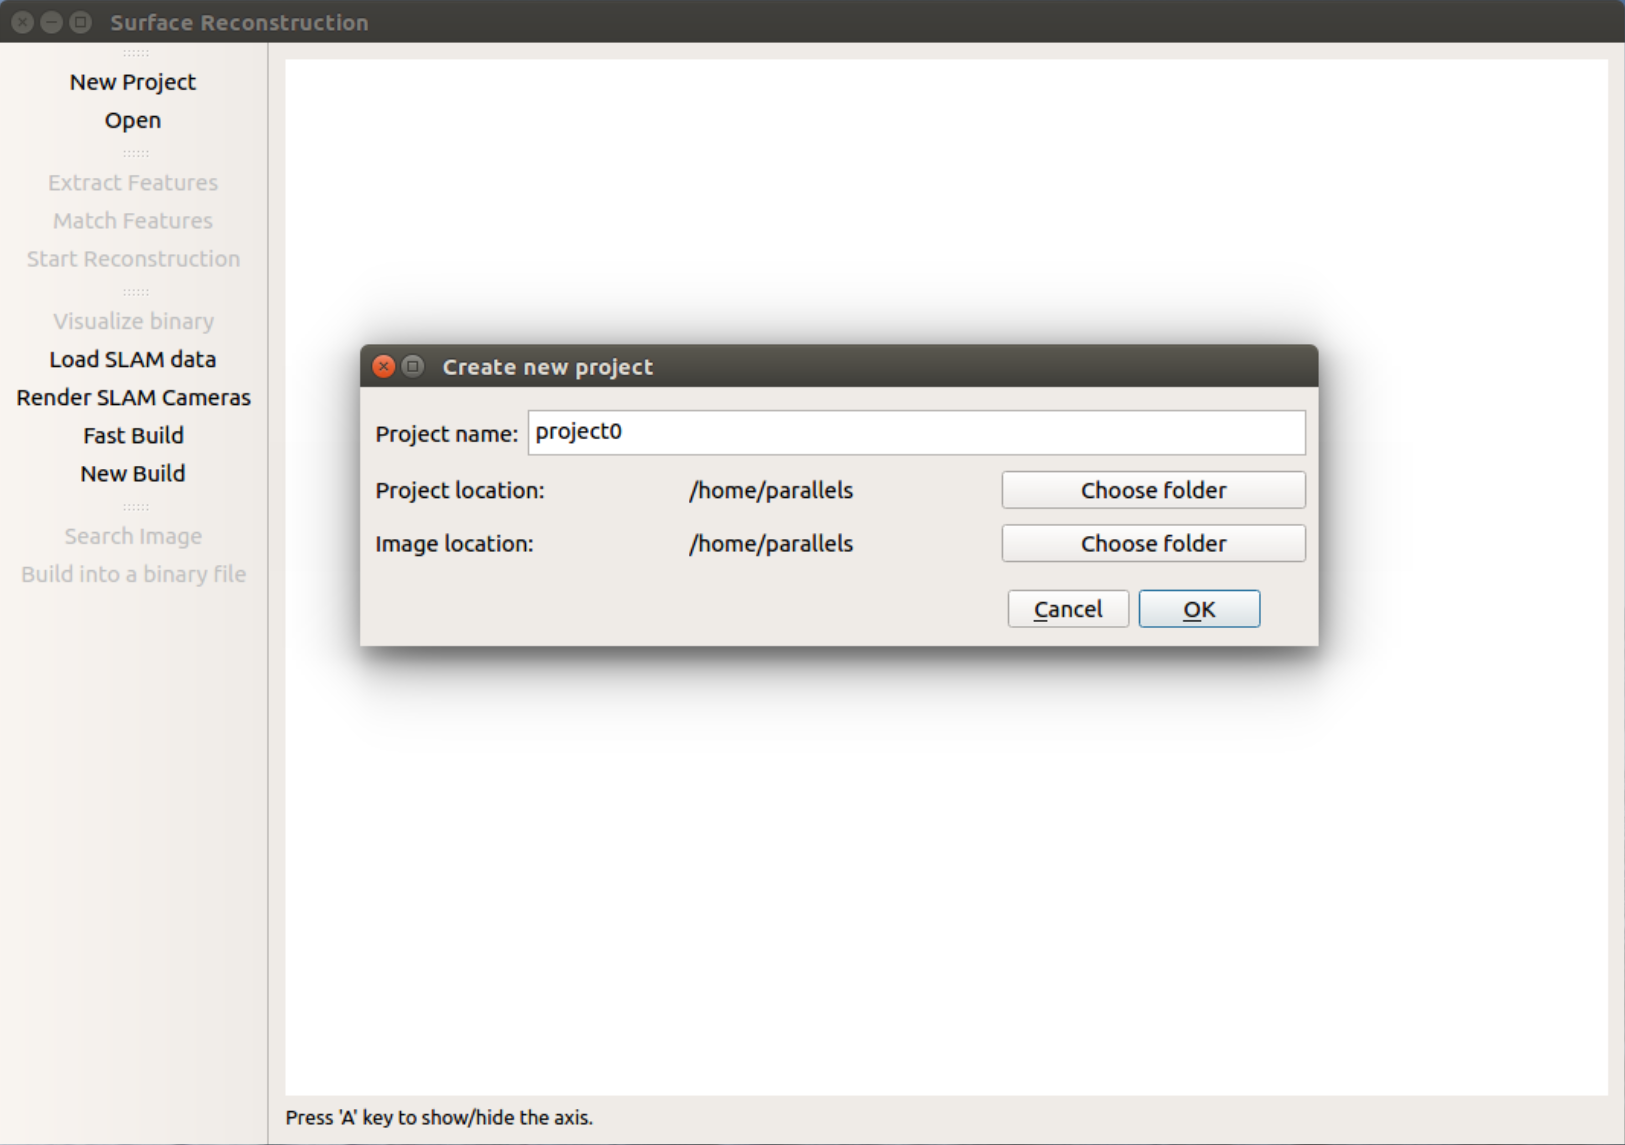 Surface Reconstruction
New Project
Open
Extract Features
Match Features
Start Reconstruction
Visualize binary
Load SLAM data
Render SLAM Cameras
Fast Build
New Build
Search Image
Build into a binary file
Create new project
Project name: project0
Project location: /home/parallels Choose folder
Image location: /home/parallels Choose folder
Cancel OK
Press 'A' key to show/hide the axis.